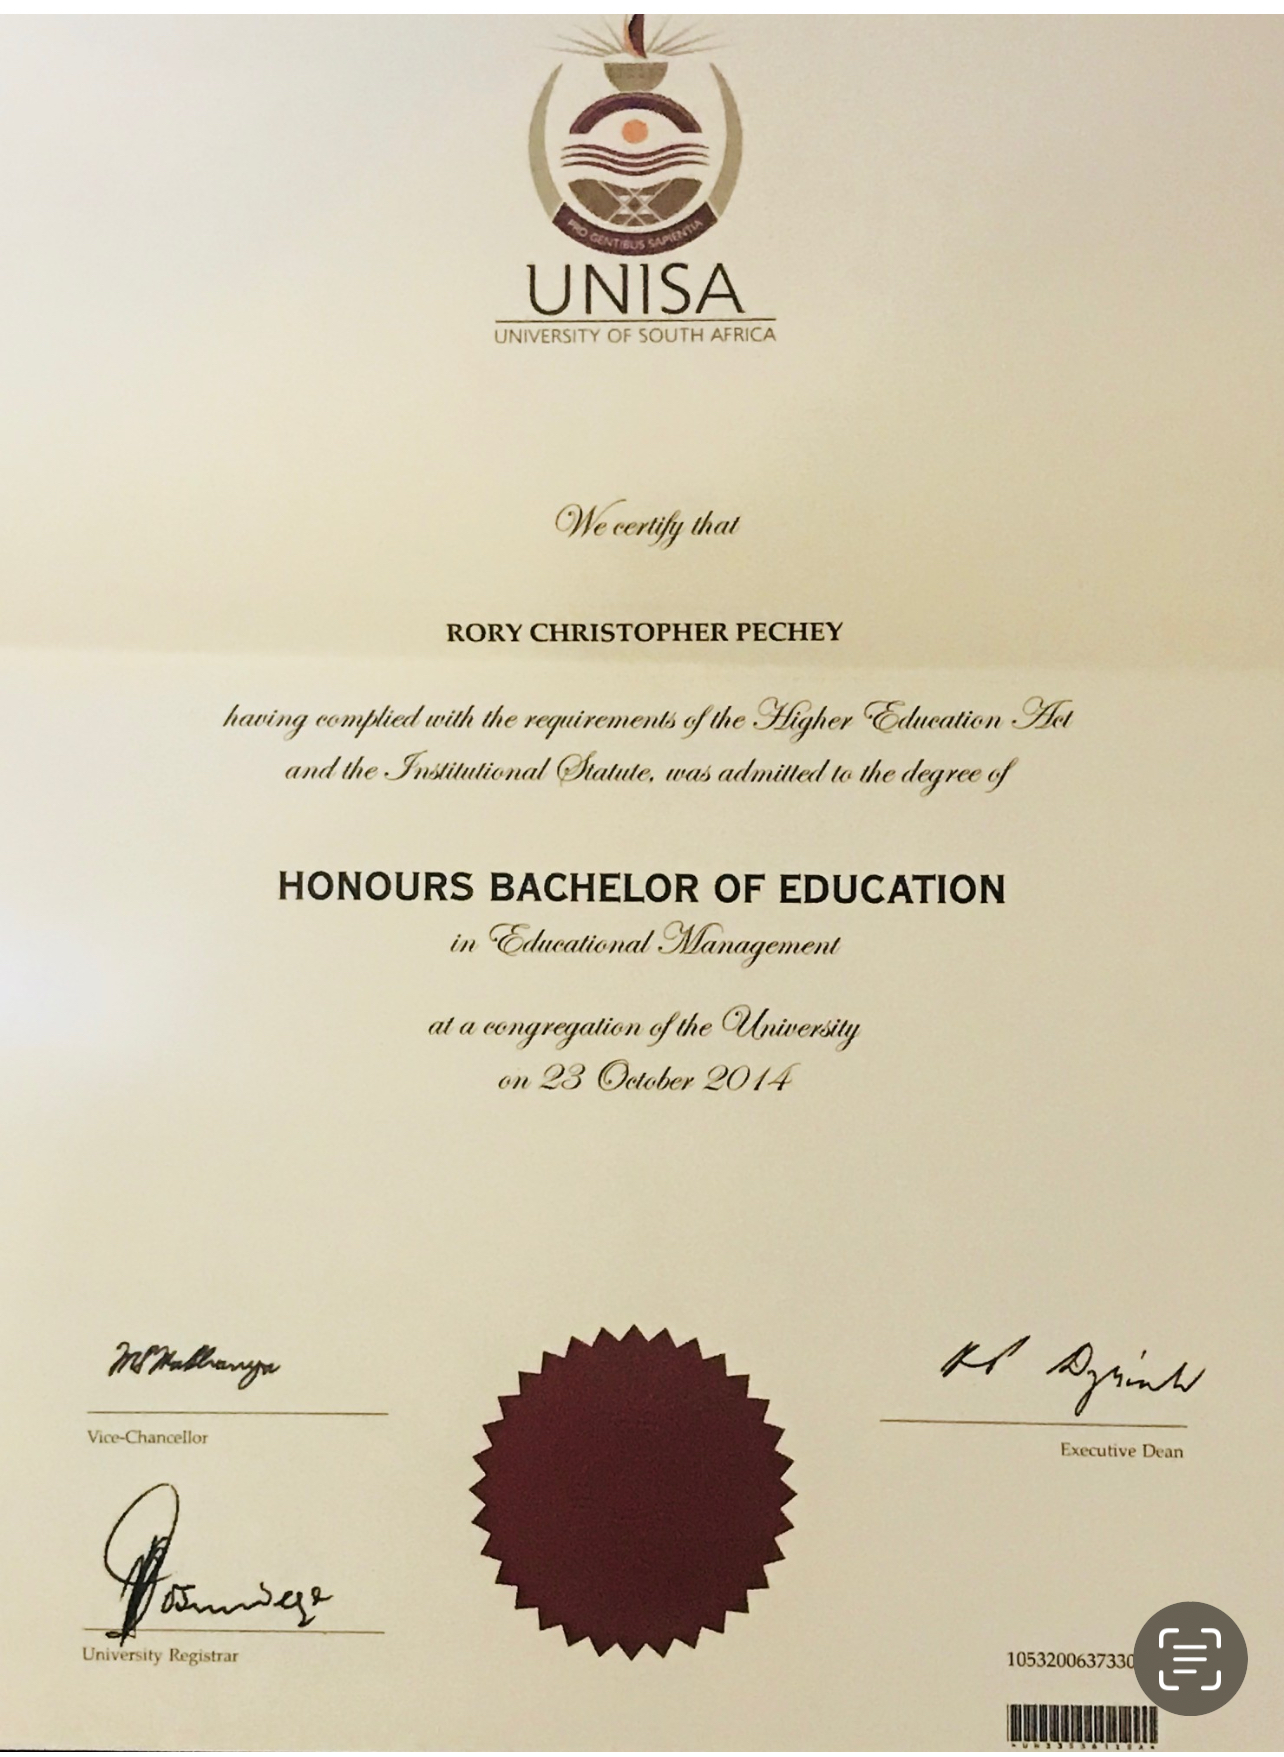 PRO GENTIBUS SAPIENTIA
UNISA
UNIVERSITY OF SOUTH AFRICA
We certify that
RORY CHRISTOPHER PECHEY
having complied with the requirements of the Higher Education Act
and the Institutional Statute, was admitted to the degree of
HONOURS BACHELOR OF EDUCATION
in Educational Management
at a congregation of the University
on 23 October 2014
Vice-Chancellor
Executive Dean
University Registrar
1053200637330